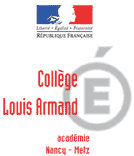 Liberté • Égalité • Fraternité
RÉPUBLIQUE FRANÇAISE
Collège
Louis Armand
É
académie
Nancy - Metz